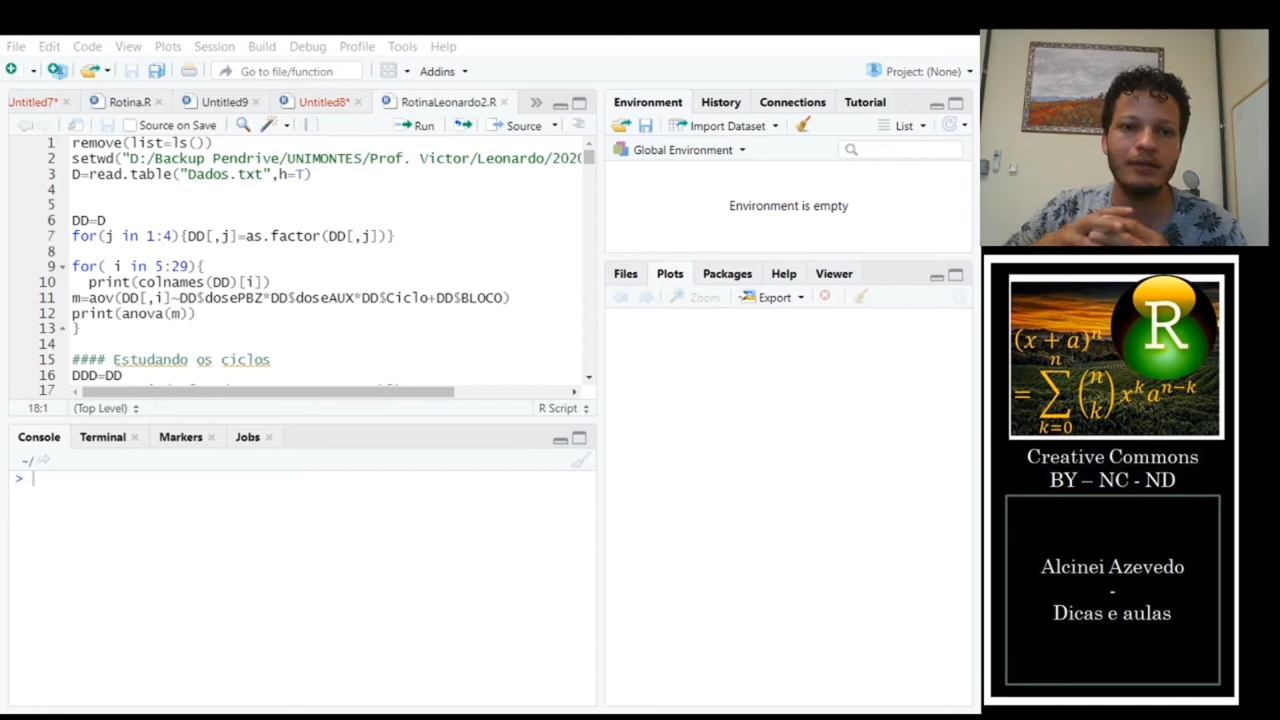 File Edit Code View Plots Session Build Debug Profile Tools Help
Go to file/function Addins Project: (None)
Untitled7* Rotina.R Untitled9 Untitled8* RotinaLeonardo2.R
Source on Save Run Source
1 remove(list=ls())
2 setwd("D:/Backup Pendrive/UNIMONTES/Prof. Victor/Leonardo/202
3 D=read.table("Dados.txt",h=T)
4
5
6 DD=D
7 for(j in 1:4){DD[,j]=as.factor(DD[,j])}
8
9 for( i in 5:29){
10 print(colnames(DD)[i])
11 m=aov(DD[,i]~DD$dosePBZ*DD$doseAUX*DD$Ciclo+DD$BLOCO)
12 print(anova(m))
13 }
14
15 #### Estudando os ciclos
16 DDD=DD
17
18:1 (Top Level) R Script
Console Terminal Markers Jobs
~/
>
Environment History Connections Tutorial
Import Dataset List
Global Environment
Environment is empty
Files Plots Packages Help Viewer
Zoom Export
R
(x + a)^n
= ∑ n k=0 (n k) x^k a^n−k
Creative Commons
BY – NC - ND
Alcinei Azevedo
-
Dicas e aulas